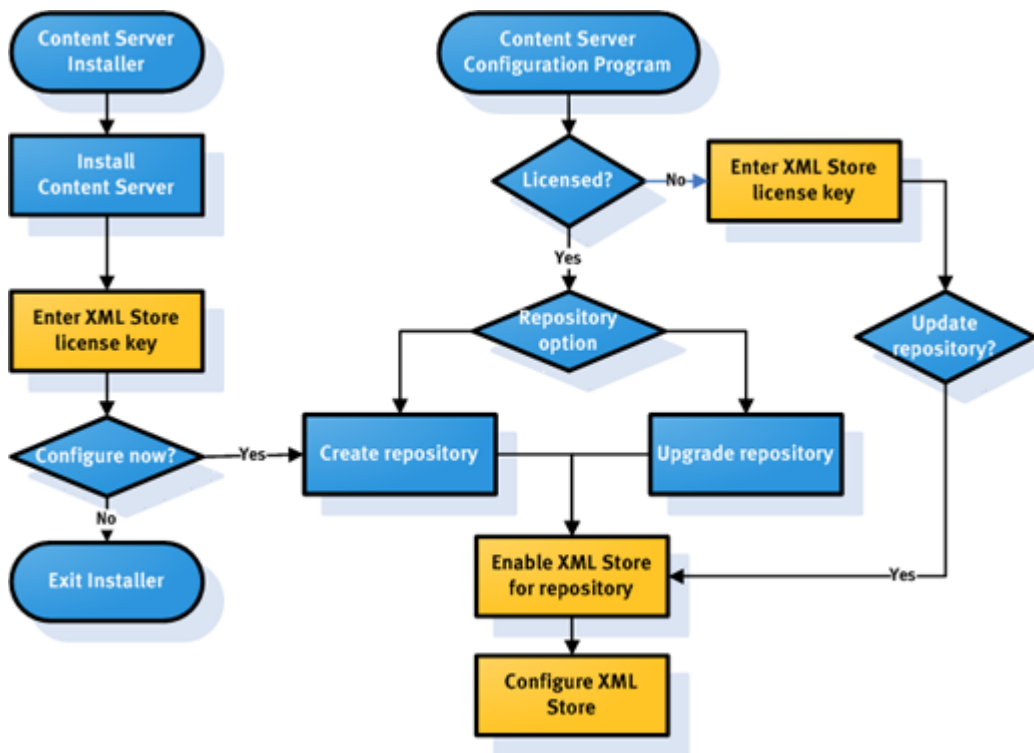 Content Server
Installer
Install
Content Server
Enter XML Store
license key
Configure now?
Yes
No
Exit Installer
Content Server
Configuration Program
Licensed?
No
Enter XML Store
license key
Yes
Repository
option
Update
repository?
Create repository
Upgrade repository
Enable XML Store
for repository
Yes
Configure XML
Store